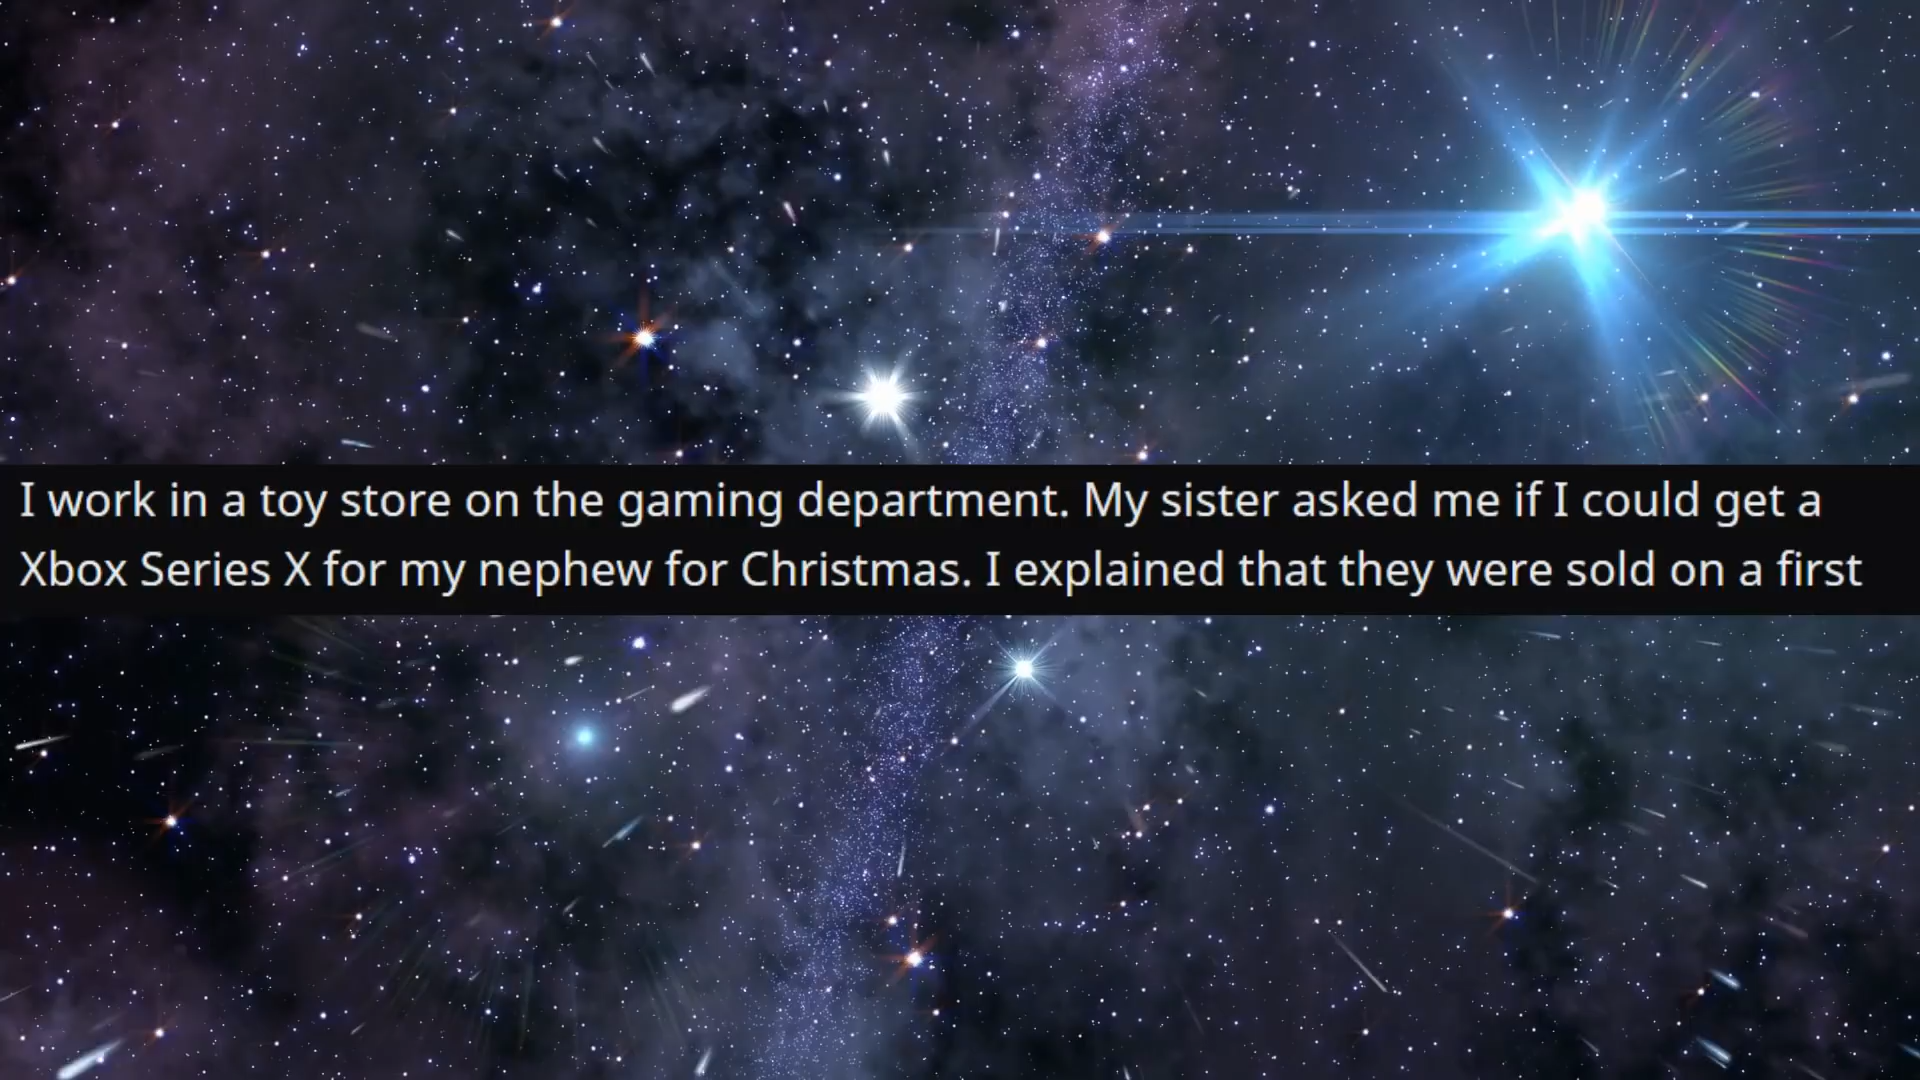 I work in a toy store on the gaming department. My sister asked me if I could get a
Xbox Series X for my nephew for Christmas. I explained that they were sold on a first